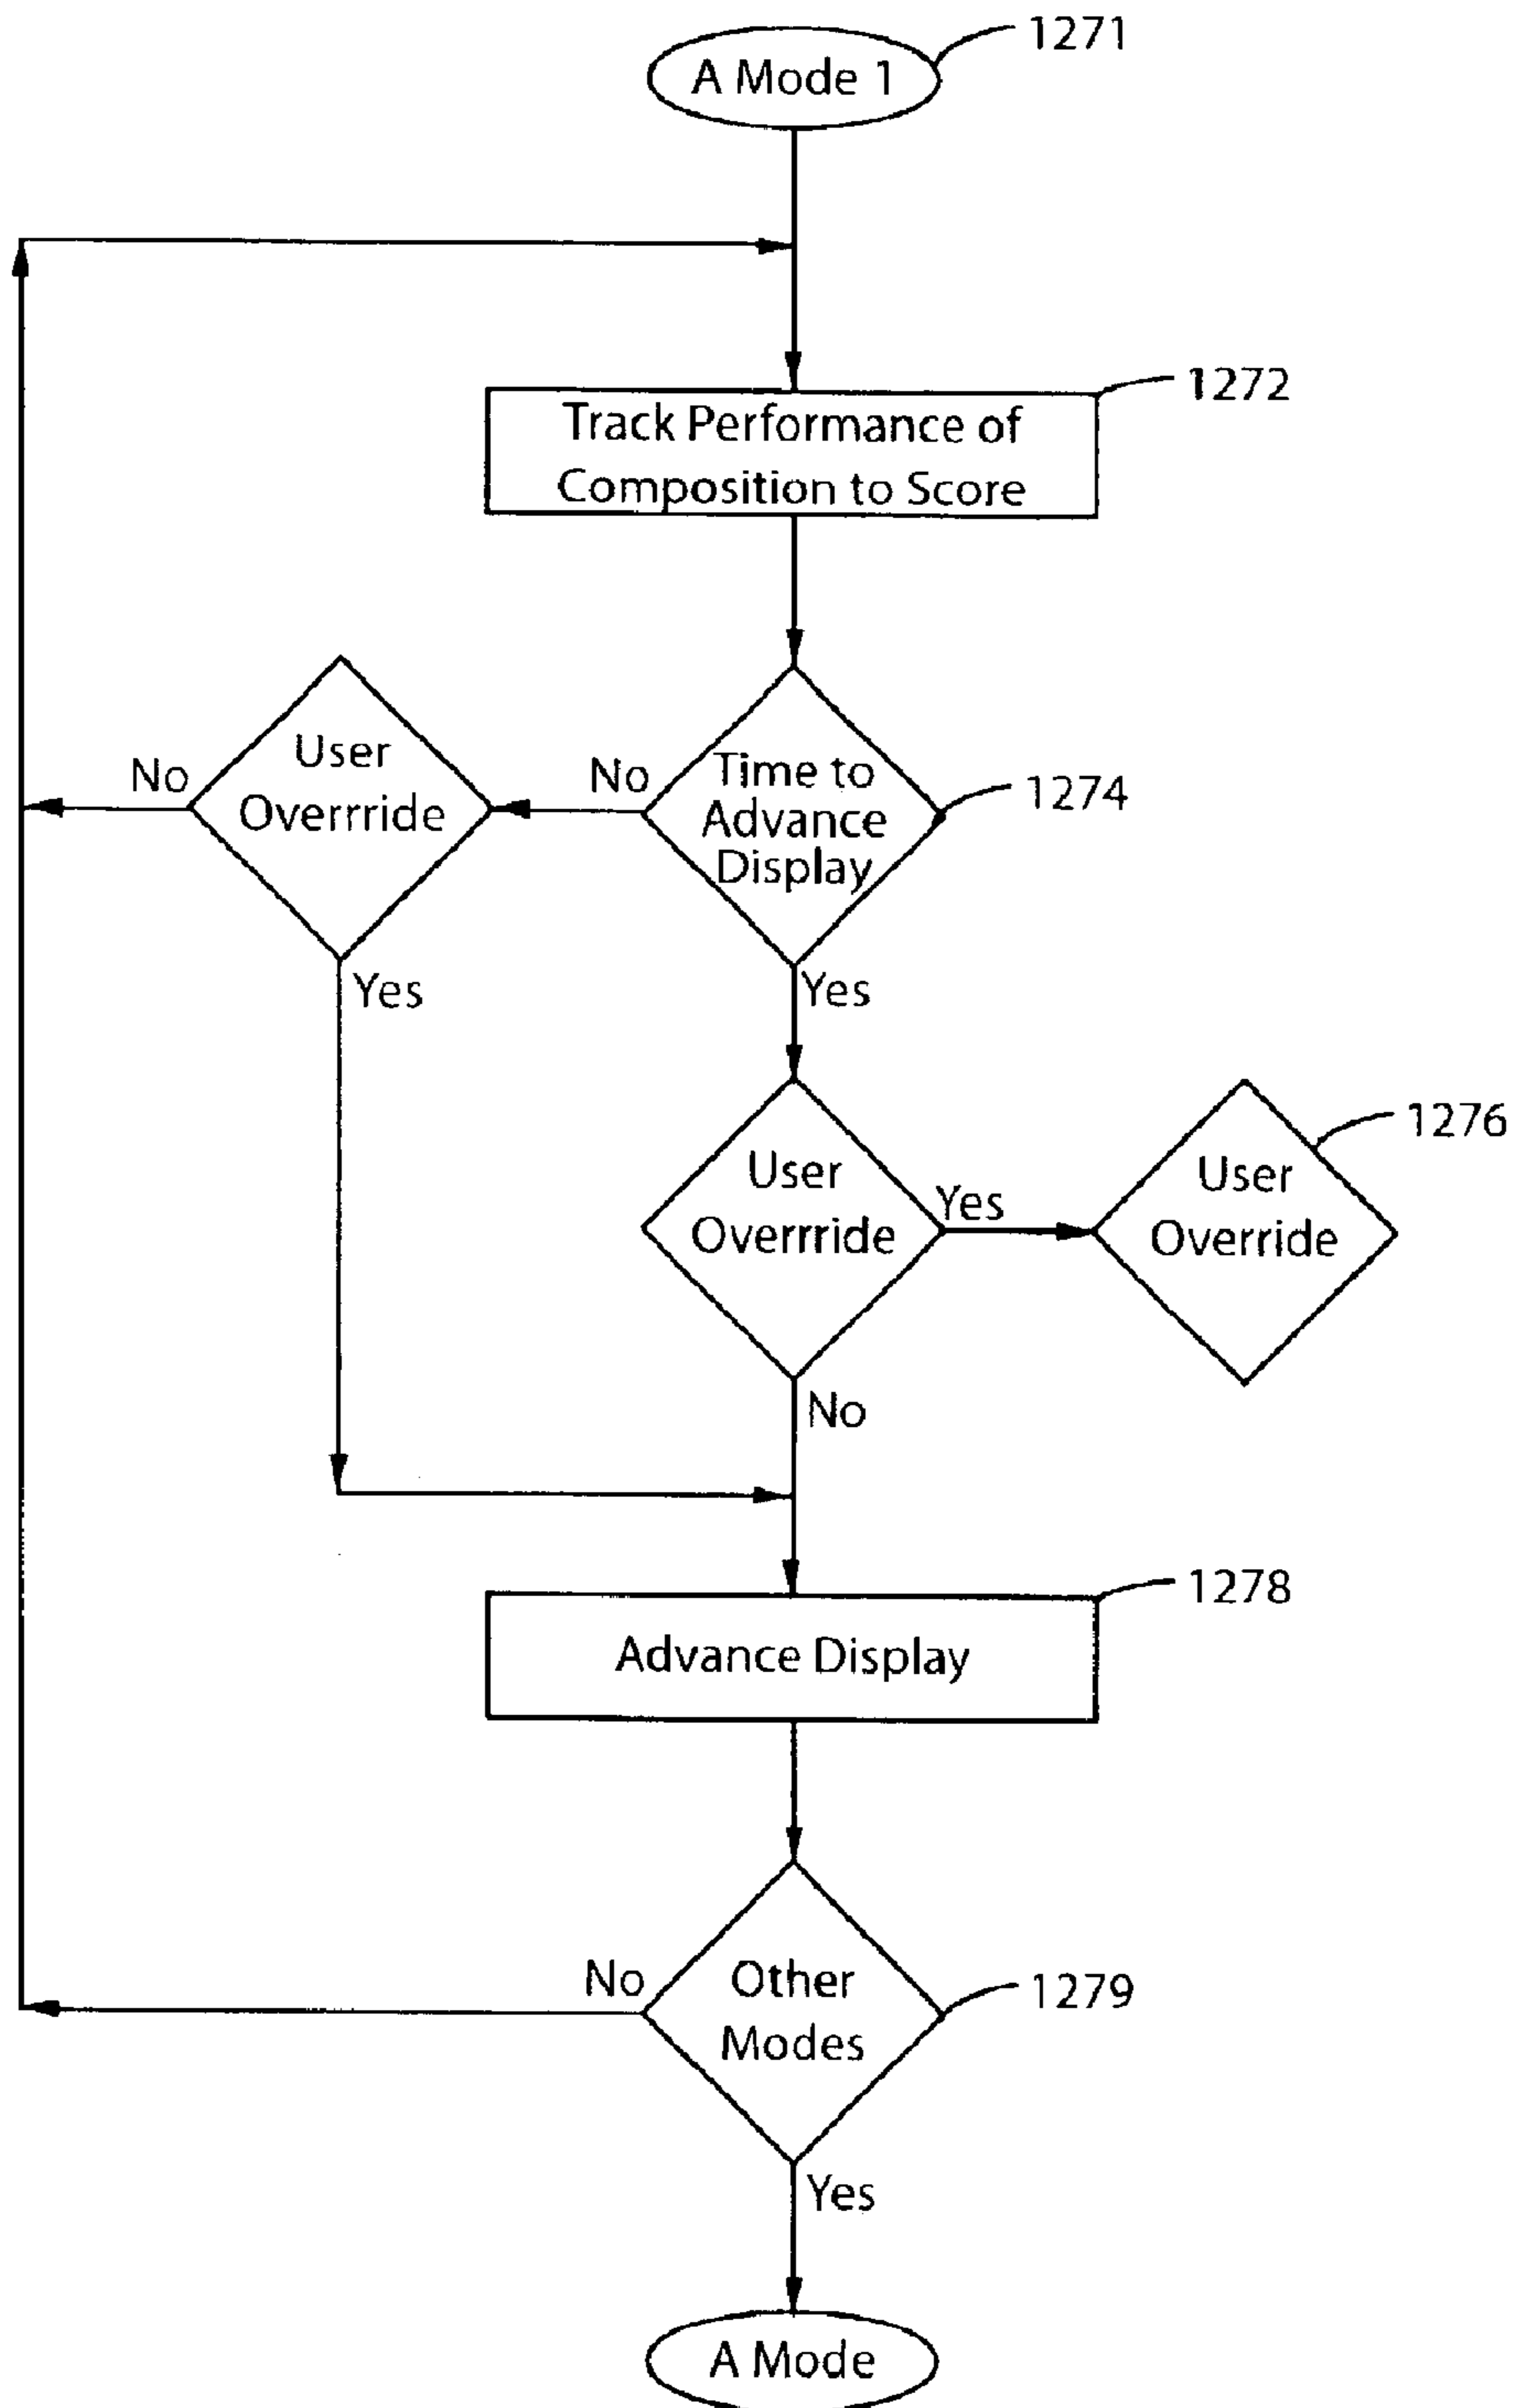 A Mode 1
1271
1272
Track Performance of
Composition to Score
User
Overrride
No
No
Time to
Advance
Display
1274
Yes
Yes
User
Overrride
Yes
1276
User
Override
No
1278
Advance Display
No
Other
Modes
1279
Yes
A Mode